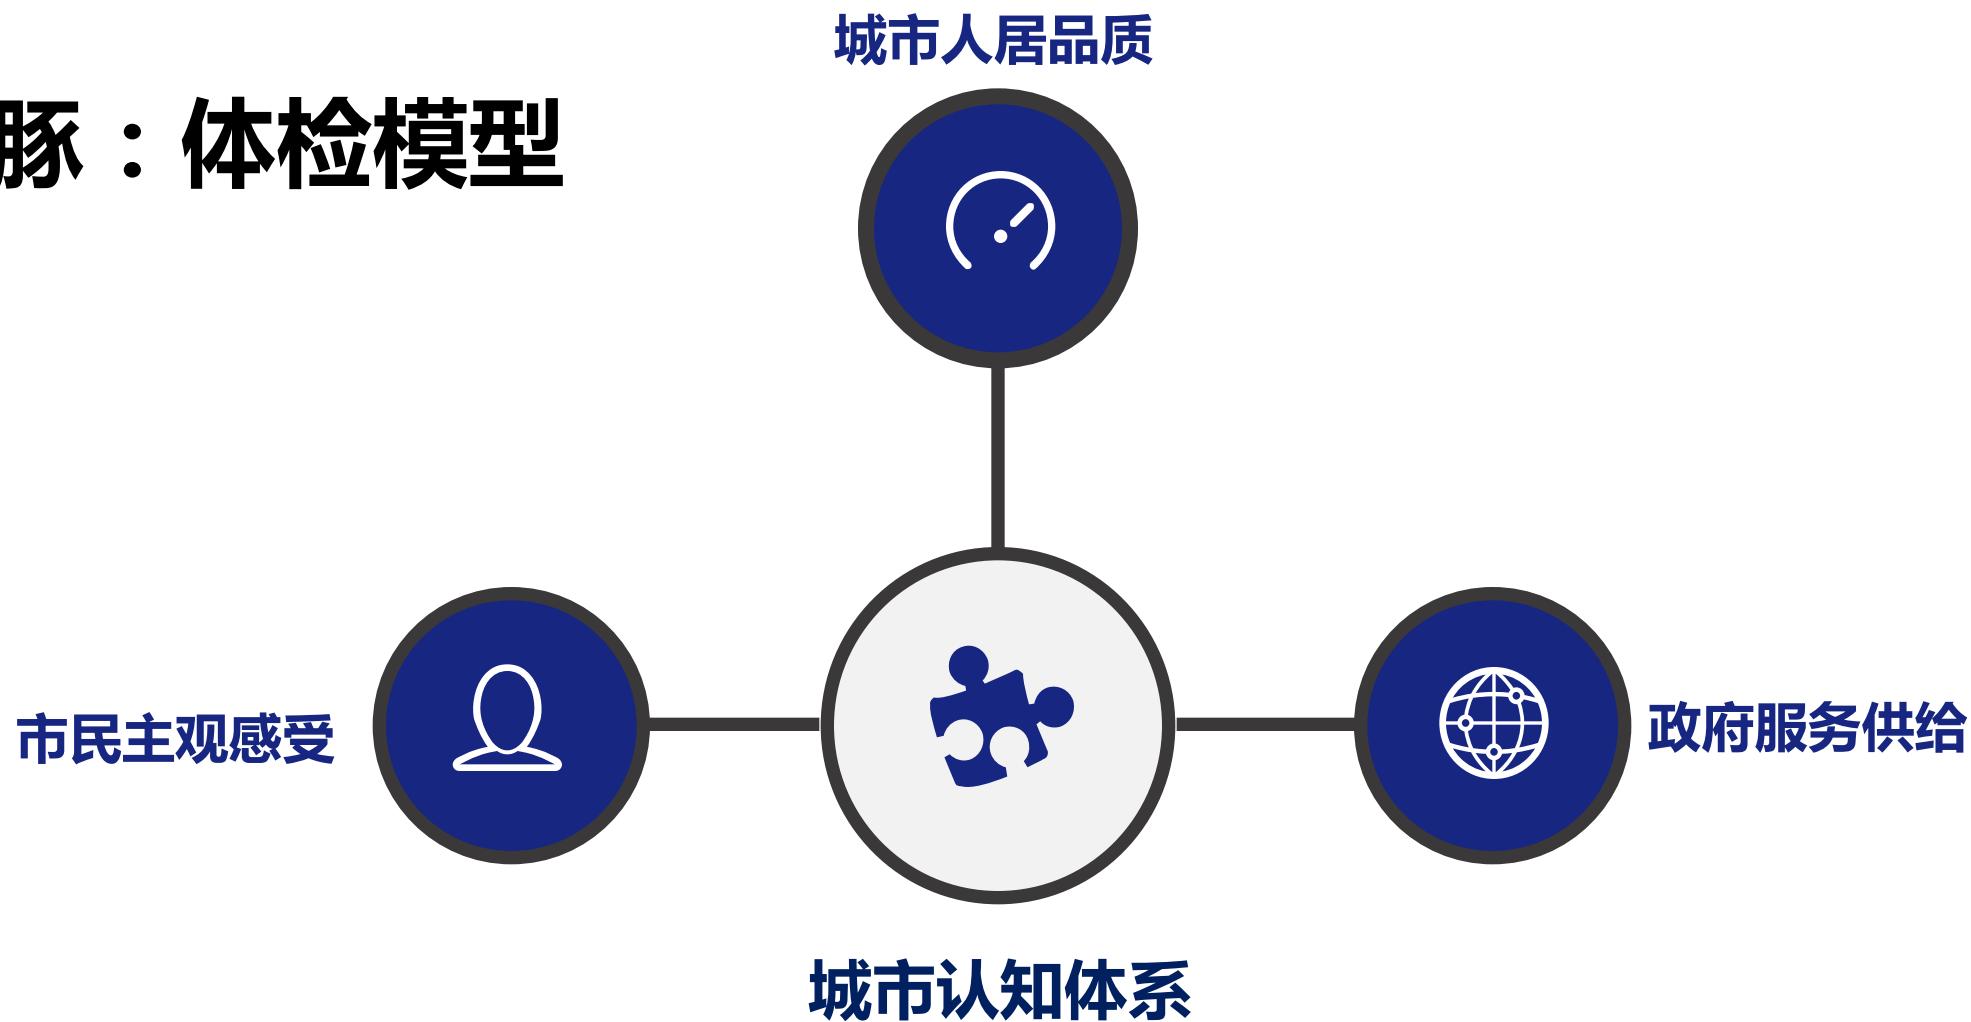 城市人居品质
豚：体检模型
市民主观感受
政府服务供给
城市认知体系